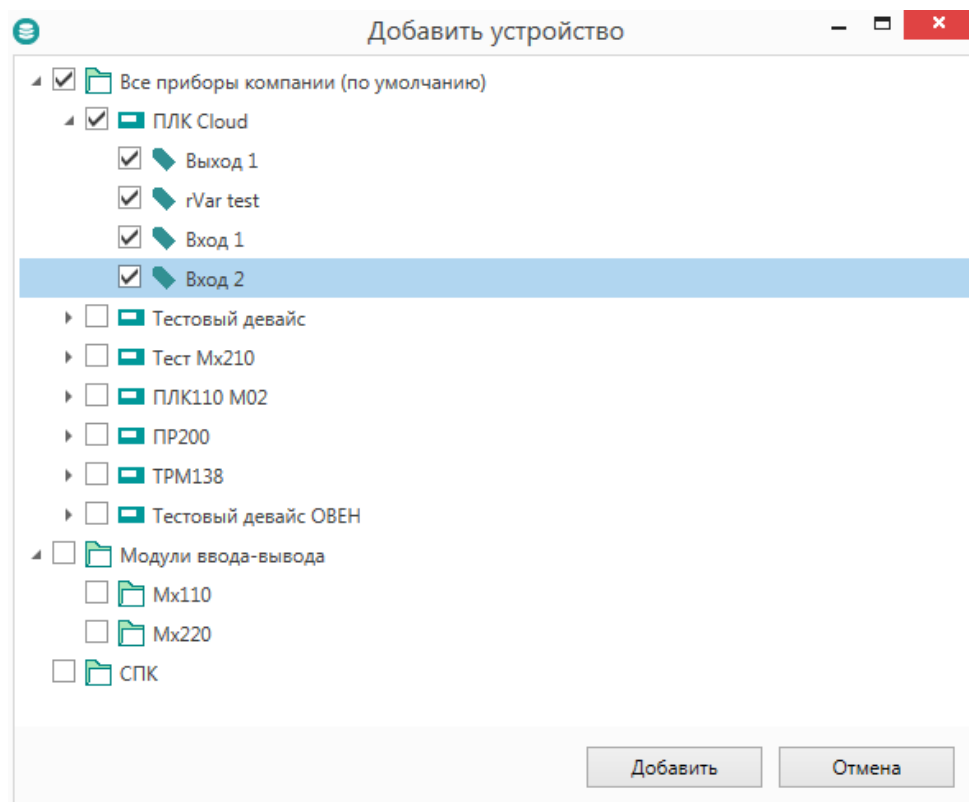 Добавить устройство
Все приборы компании (по умолчанию)
ПЛК Cloud
Выход 1
rVar test
Вход 1
Вход 2
Тестовый девайс
Тест Мх210
ПЛК110 М02
ПР200
ТРМ138
Тестовый девайс ОВЕН
Модули ввода-вывода
Мх110
Мх220
СПК
Добавить
Отмена